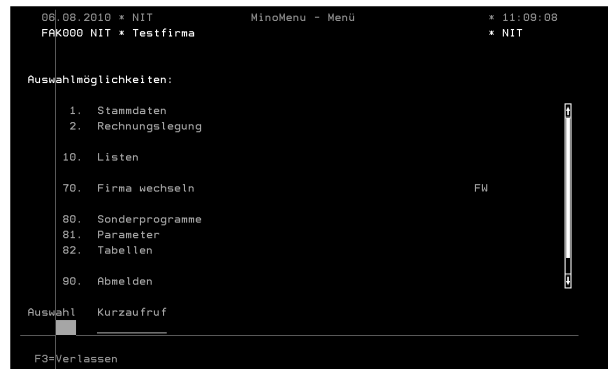 06.08.2010 * NIT MinoMenu - Menü * 11:09:08
FAK000 NIT * Testfirma * NIT
Auswahlmöglichkeiten:
1. Stammdaten
2. Rechnungslegung
10. Listen
70. Firma wechseln FW
80. Sonderprogramme
81. Parameter
82. Tabellen
90. Abmelden
Auswahl Kurzaufruf
F3=Verlassen